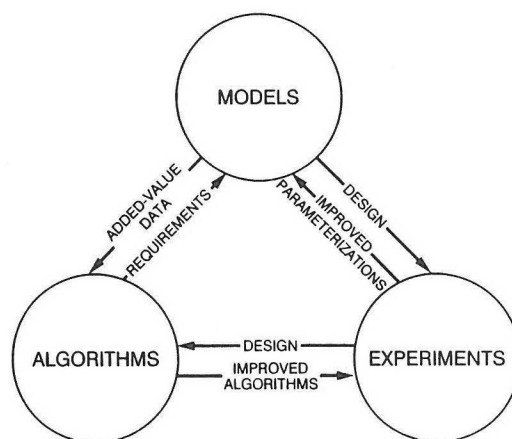 MODELS
ADDED-VALUE
DATA
REQUIREMENTS
DESIGN
IMPROVED
PARAMETERIZATIONS
ALGORITHMS
DESIGN
IMPROVED
ALGORITHMS
EXPERIMENTS